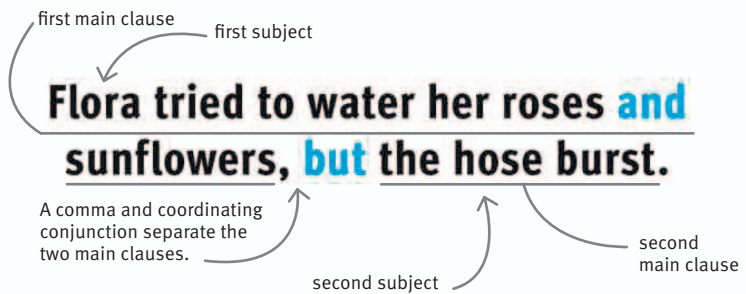 first main clause
first subject
Flora tried to water her roses and
sunflowers, but the hose burst.
A comma and coordinating
conjunction separate the
two main clauses.
second subject
second
main clause